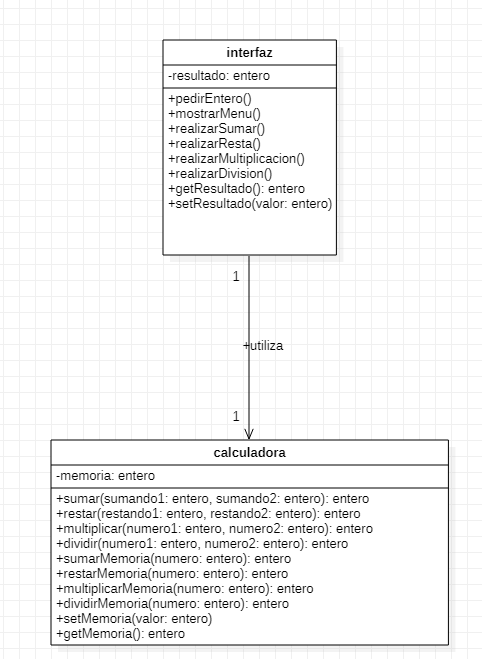 interfaz
-resultado: entero
+pedirEntero()
+mostrarMenu()
+realizarSumar()
+realizarResta()
+realizarMultiplicacion()
+realizarDivision()
+getResultado(): entero
+setResultado(valor: entero)
1
+utiliza
1
calculadora
-memoria: entero
+sumar(sumando1: entero, sumando2: entero): entero
+restar(restando1: entero, restando2: entero): entero
+multiplicar(numero1: entero, numero2: entero): entero
+dividir(numero1: entero, numero2: entero): entero
+sumarMemoria(numero: entero): entero
+restarMemoria(numero: entero): entero
+multiplicarMemoria(numero: entero): entero
+dividirMemoria(numero: entero): entero
+setMemoria(valor: entero)
+getMemoria(): entero